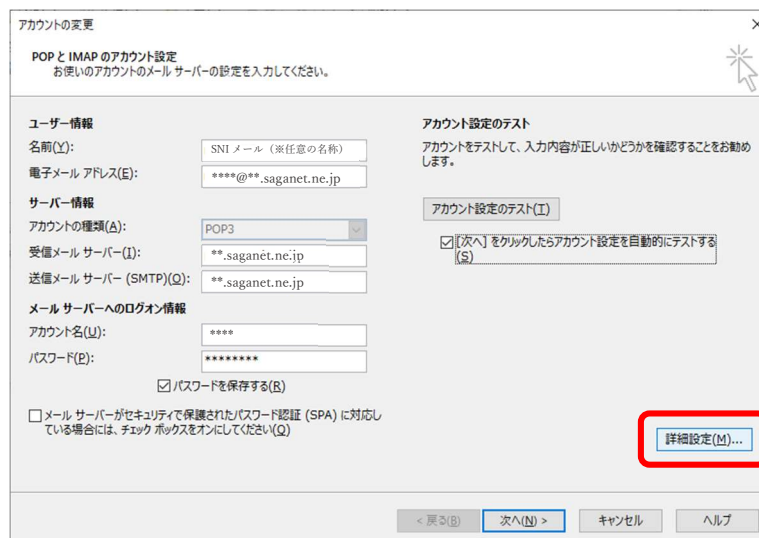 アカウントの変更
POP と IMAP のアカウント設定
お使いのアカウントのメール サーバーの設定を入力してください。
ユーザー情報
名前(Y):
SNI メール（※任意の名称）
電子メール アドレス(E):
****@**.saganet.ne.jp
サーバー情報
アカウントの種類(A):
POP3
受信メール サーバー(I):
**.saganet.ne.jp
送信メール サーバー (SMTP)(O):
**.saganet.ne.jp
メール サーバーへのログオン情報
アカウント名(U):
****
パスワード(P):
********
パスワードを保存する(R)
メール サーバーがセキュリティで保護されたパスワード認証 (SPA) に対応し
ている場合には、チェック ボックスをオンにしてください(Q)
アカウント設定のテスト
アカウントをテストして、入力内容が正しいかどうかを確認することをお勧め
します。
アカウント設定のテスト(T)
[次へ] をクリックしたらアカウント設定を自動的にテストする
(S)
詳細設定(M)...
< 戻る(B)
次へ(N) >
キャンセル
ヘルプ